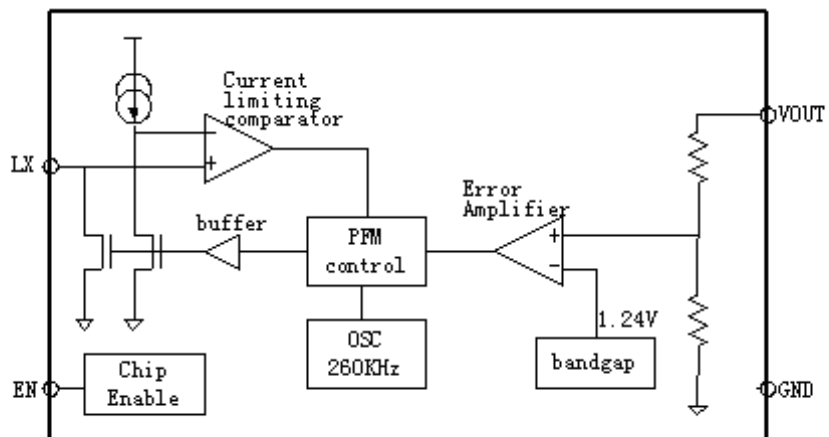 Current
limiting
comparator
VOUT
LX
-
+
Error
Amplifier
buffer
PFM
control
+
-
1.24V
OSC
260KHz
bandgap
Chip
Enable
EN
GND